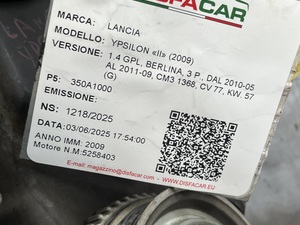 DISFACAR
MARCA: LANCIA
MODELLO: YPSILON «II» (2009)
VERSIONE: 1.4 GPL, BERLINA, 3 P. DAL 2010-05
AL 2011-09, CM3 1368, CV 77, KW. 57
(G)
P5: 350A1000
EMISSIONE:
NS: 1218/2025
DATA:03/06/2025 17:54:00
ANNO IMM: 2009
Motore N.M:5258403
WWW.DISFACAR.EU
E-mail: magazzino@disfacar.eu